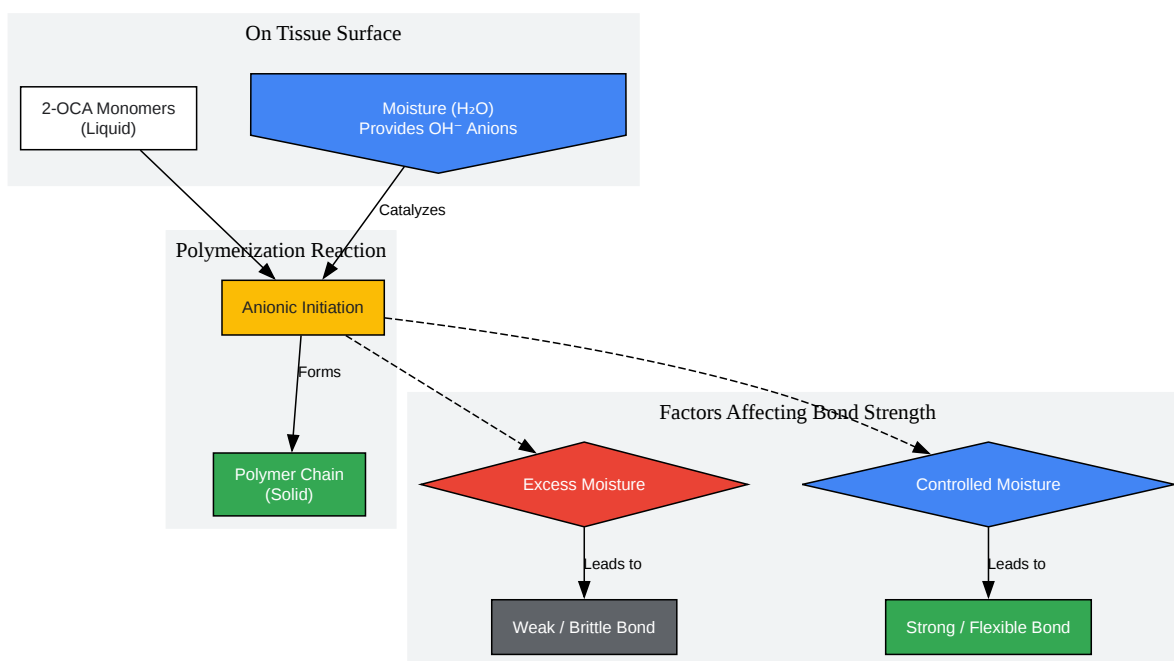 On Tissue Surface
2-OCA Monomers
(Liquid)
Moisture (H₂O)
Provides OH⁻ Anions
Catalyzes
Polymerization Reaction
Anionic Initiation
Forms
Polymer Chain
(Solid)
Factors Affecting Bond Strength
Excess Moisture
Controlled Moisture
Leads to
Leads to
Weak / Brittle Bond
Strong / Flexible Bond